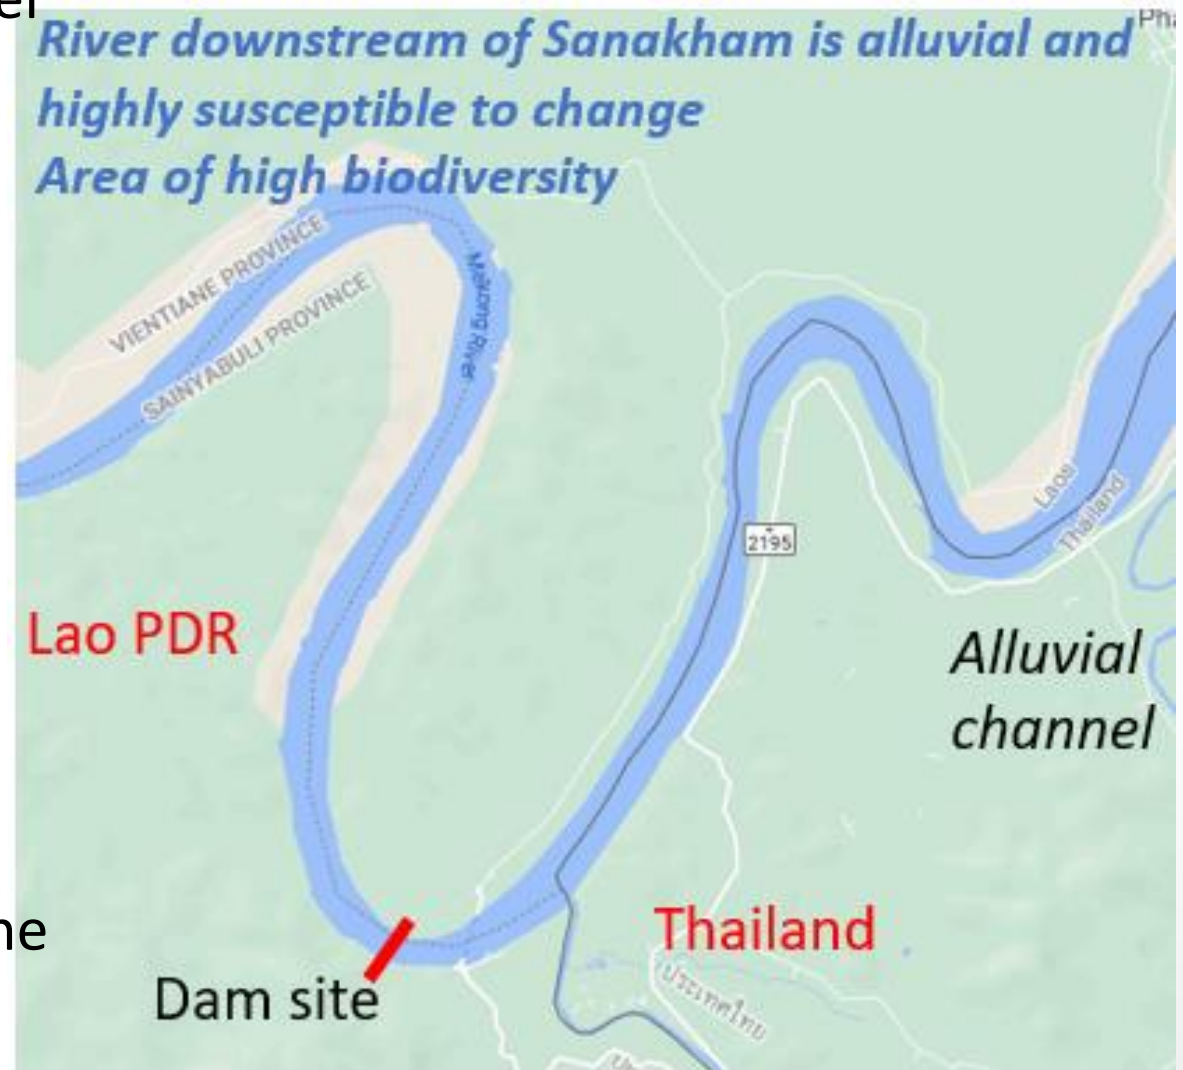 River downstream of Sanakham is alluvial and
highly susceptible to change
Area of high biodiversity
VIENTIANE PROVINCE
SAINYABULI PROVINCE
Mekong River
2195
Laos
Thailand
Lao PDR
Alluvial
channel
Thailand
ประเทศไทย
Dam site